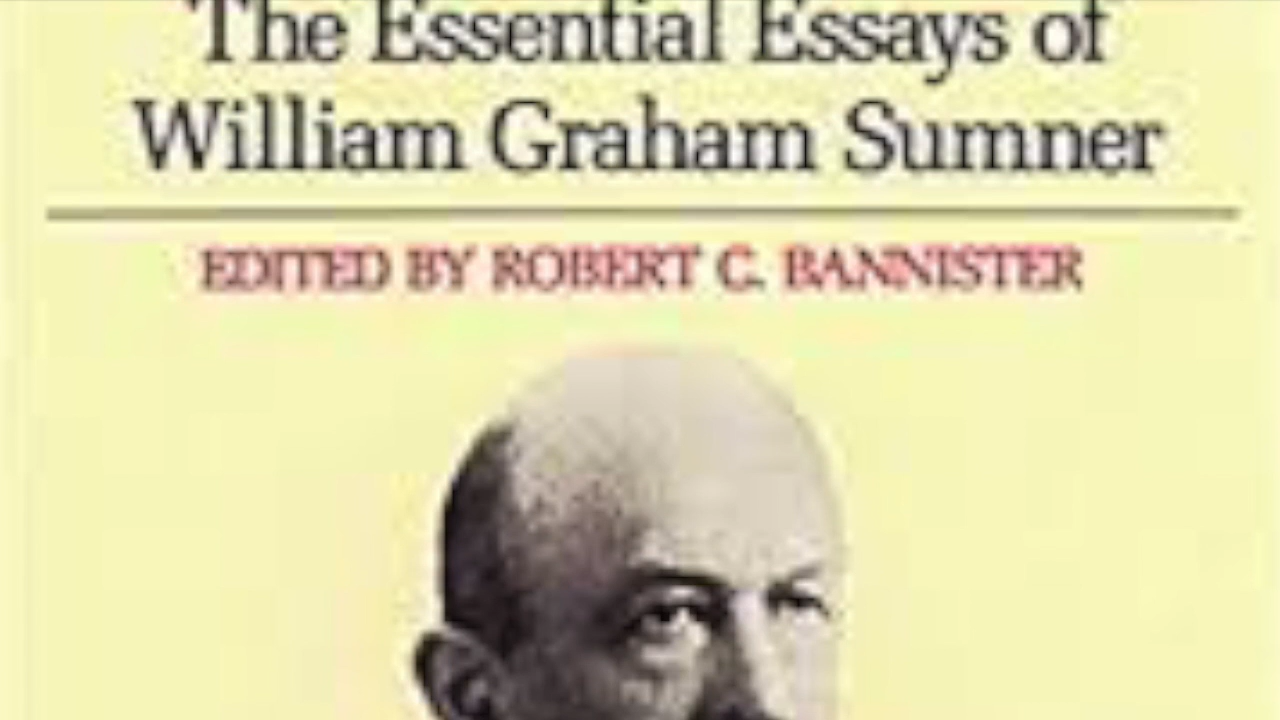 The Essential Essays of
William Graham Sumner
EDITED BY ROBERT C. BANNISTER